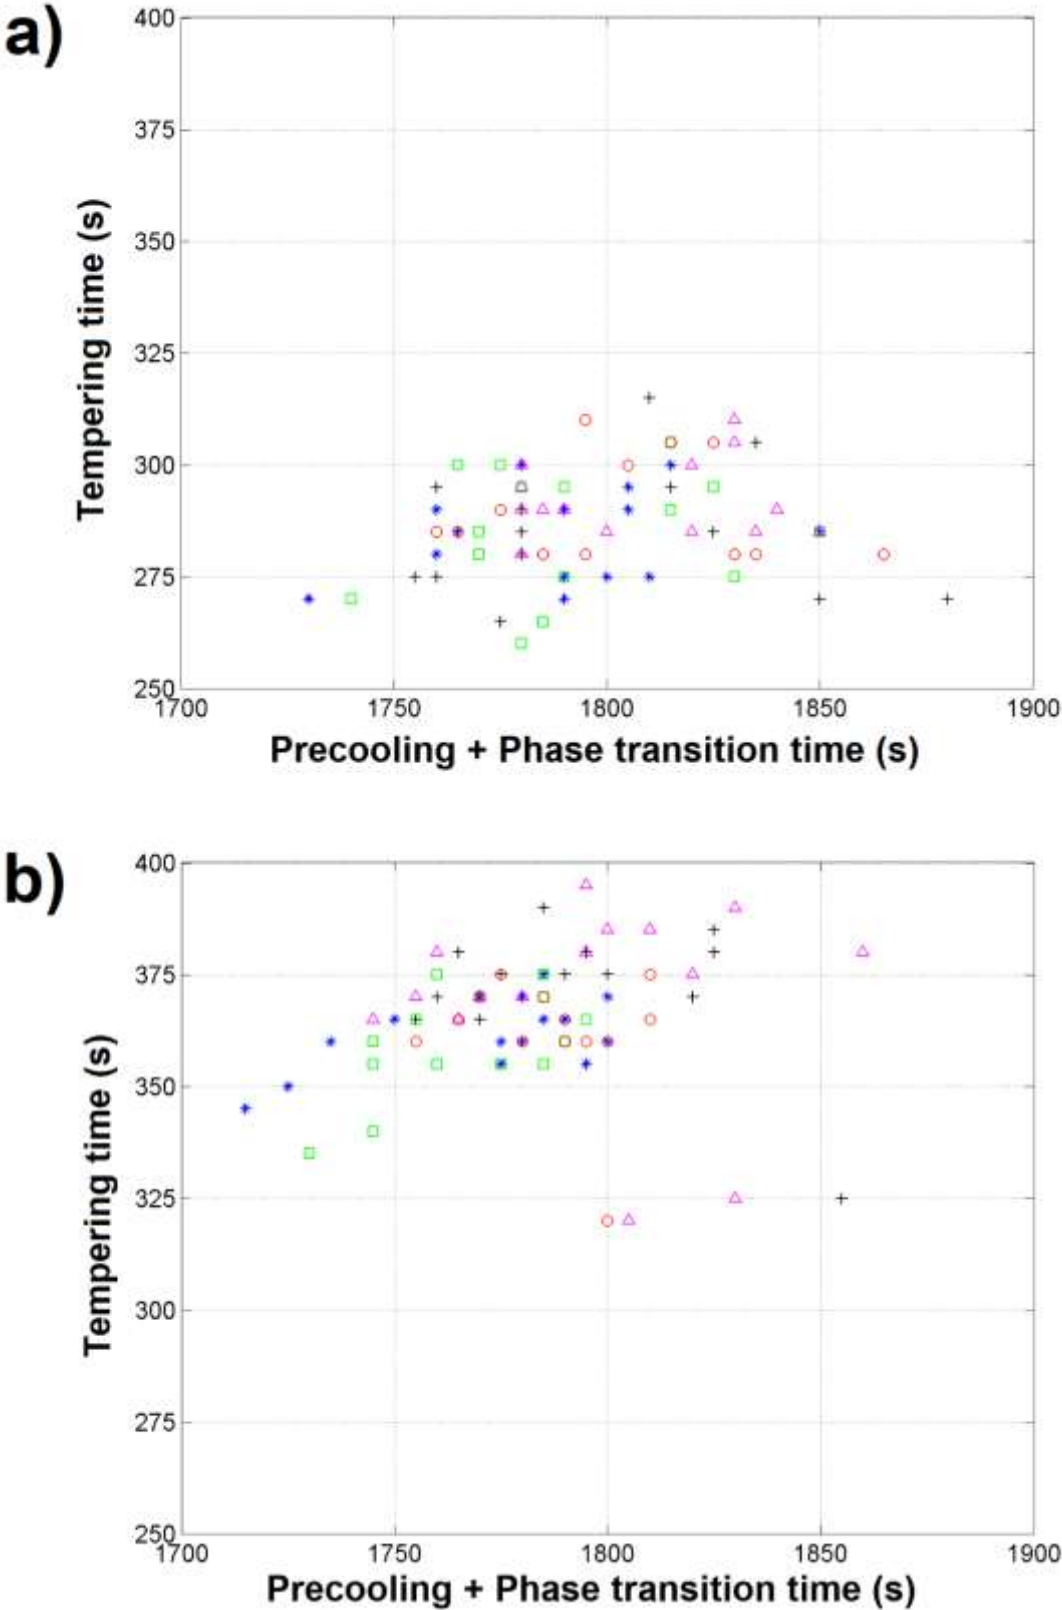 a)
400
375
350
325
300
275
250
Tempering time (s)
1700 1750 1800 1850 1900
Precooling + Phase transition time (s)
b)
400
375
350
325
300
275
250
Tempering time (s)
1700 1750 1800 1850 1900
Precooling + Phase transition time (s)